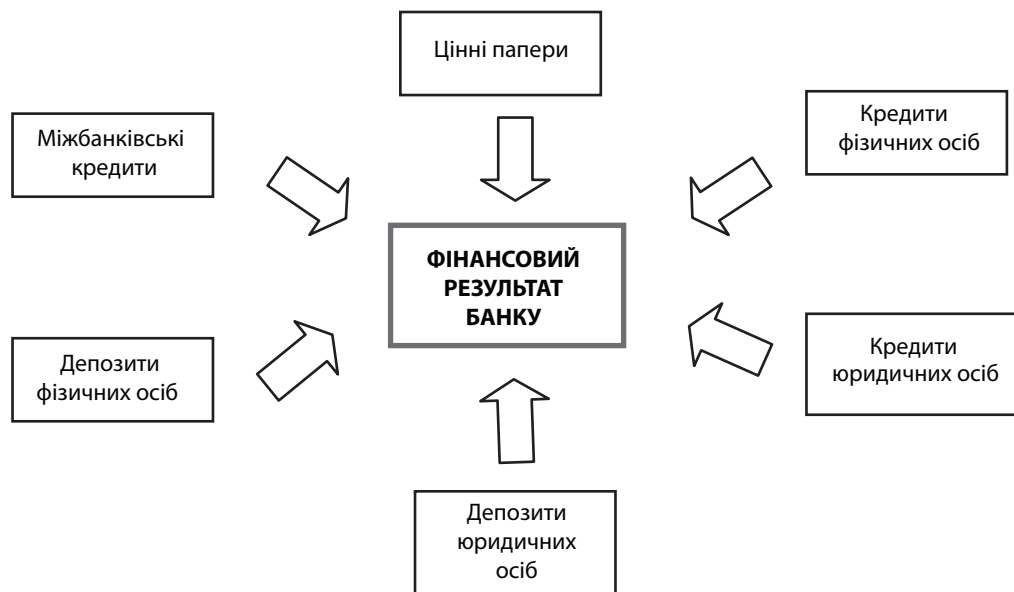 Цінні папери
Міжбанківські
кредити
Кредити
фізичних осіб
ФІНАНСОВИЙ
РЕЗУЛЬТАТ
БАНКУ
Депозити
фізичних осіб
Кредити
юридичних осіб
Депозити
юридичних
осіб